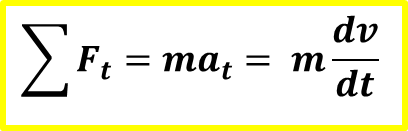 ∑ F_t = ma_t = m dv/dt